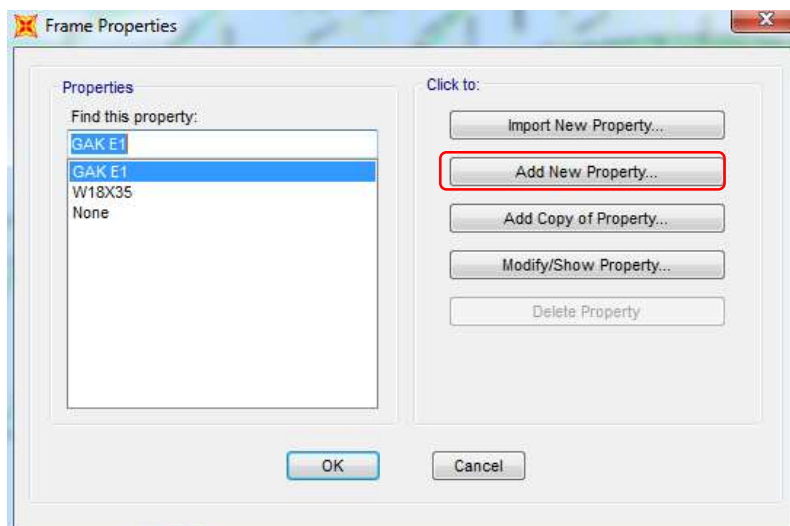 Frame Properties
X
Properties
Find this property:
GAK E1
GAK E1
W18X35
None
Click to:
Import New Property...
Add New Property...
Add Copy of Property...
Modify/Show Property...
Delete Property
OK
Cancel